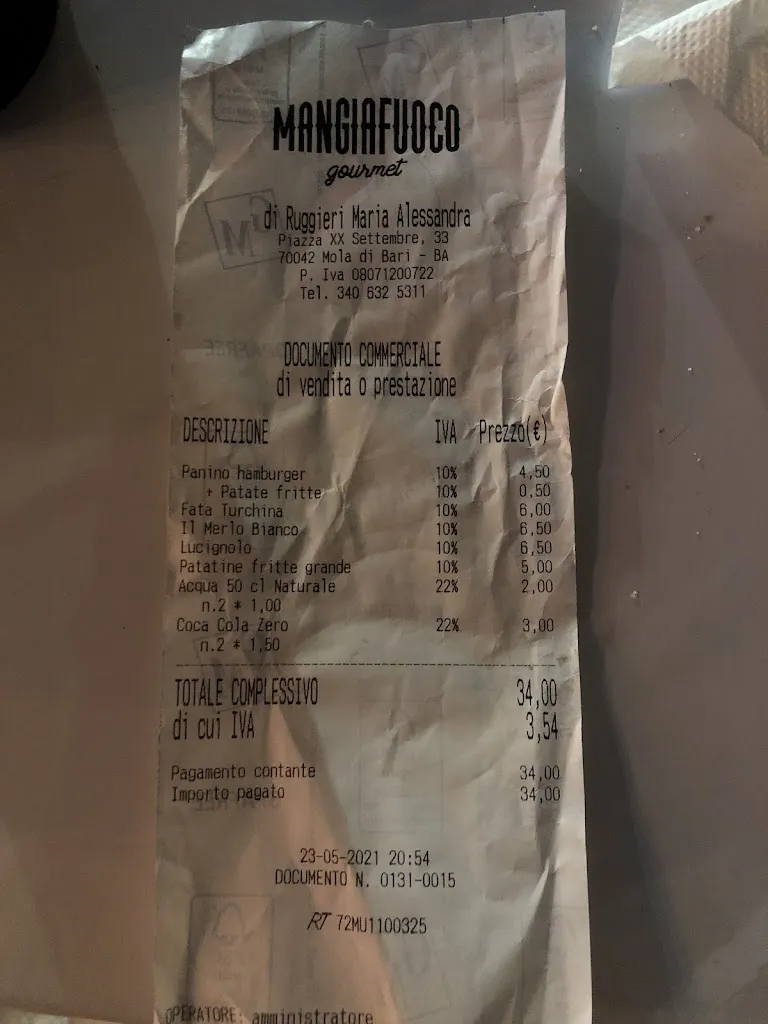 MANGIAFUOCO
gourmet
di Ruggieri Maria Alessandra
Piazza XX Settembre, 33
70042 Mola di Bari - BA
P. Iva 08071200722
Tel. 340 632 5311
DOCUMENTO COMMERCIALE
di vendita o prestazione
DESCRIZIONE IVA Prezzo(€)
Panino hamburger 10% 4,50
+ Patate fritte 10% 0,50
Fata Turchina 10% 6,00
Il Merlo Bianco 10% 6,50
Lucignolo 10% 6,50
Patatine fritte grande 10% 5,00
Acqua 50 cl Naturale 22% 2,00
n.2 * 1,00
Coca Cola Zero 22% 3,00
n.2 * 1,50
TOTALE COMPLESSIVO 34,00
di cui IVA 3,54
Pagamento contante 34,00
Importo pagato 34,00
23-05-2021 20:54
DOCUMENTO N. 0131-0015
RT 72MU1100325
OPERATORE: amministratore